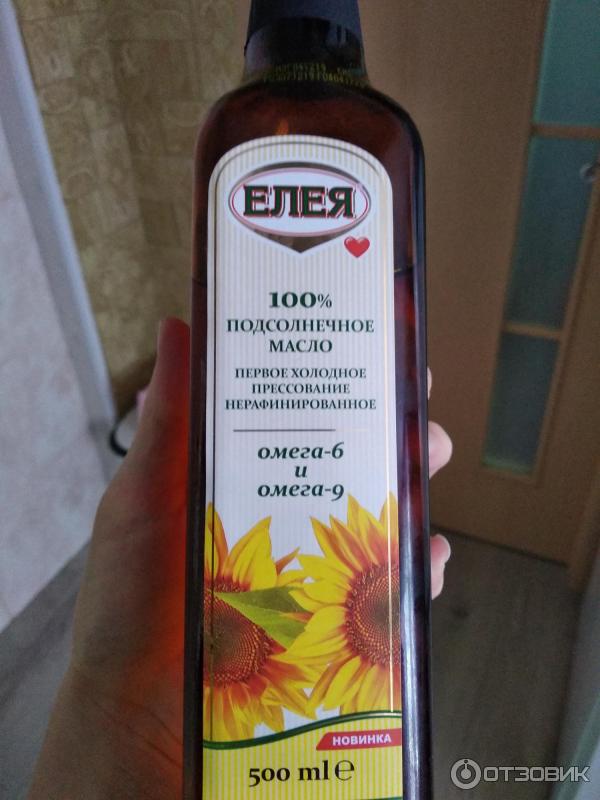 ЕЛЕЯ
100%
ПОДСОЛНЕЧНОЕ
МАСЛО
ПЕРВОЕ ХОЛОДНОЕ
ПРЕССОВАНИЕ
НЕРАФИНИРОВАННОЕ
омега-6
и
омега-9
НОВИНКА
500 ml e
ОТЗОВИК